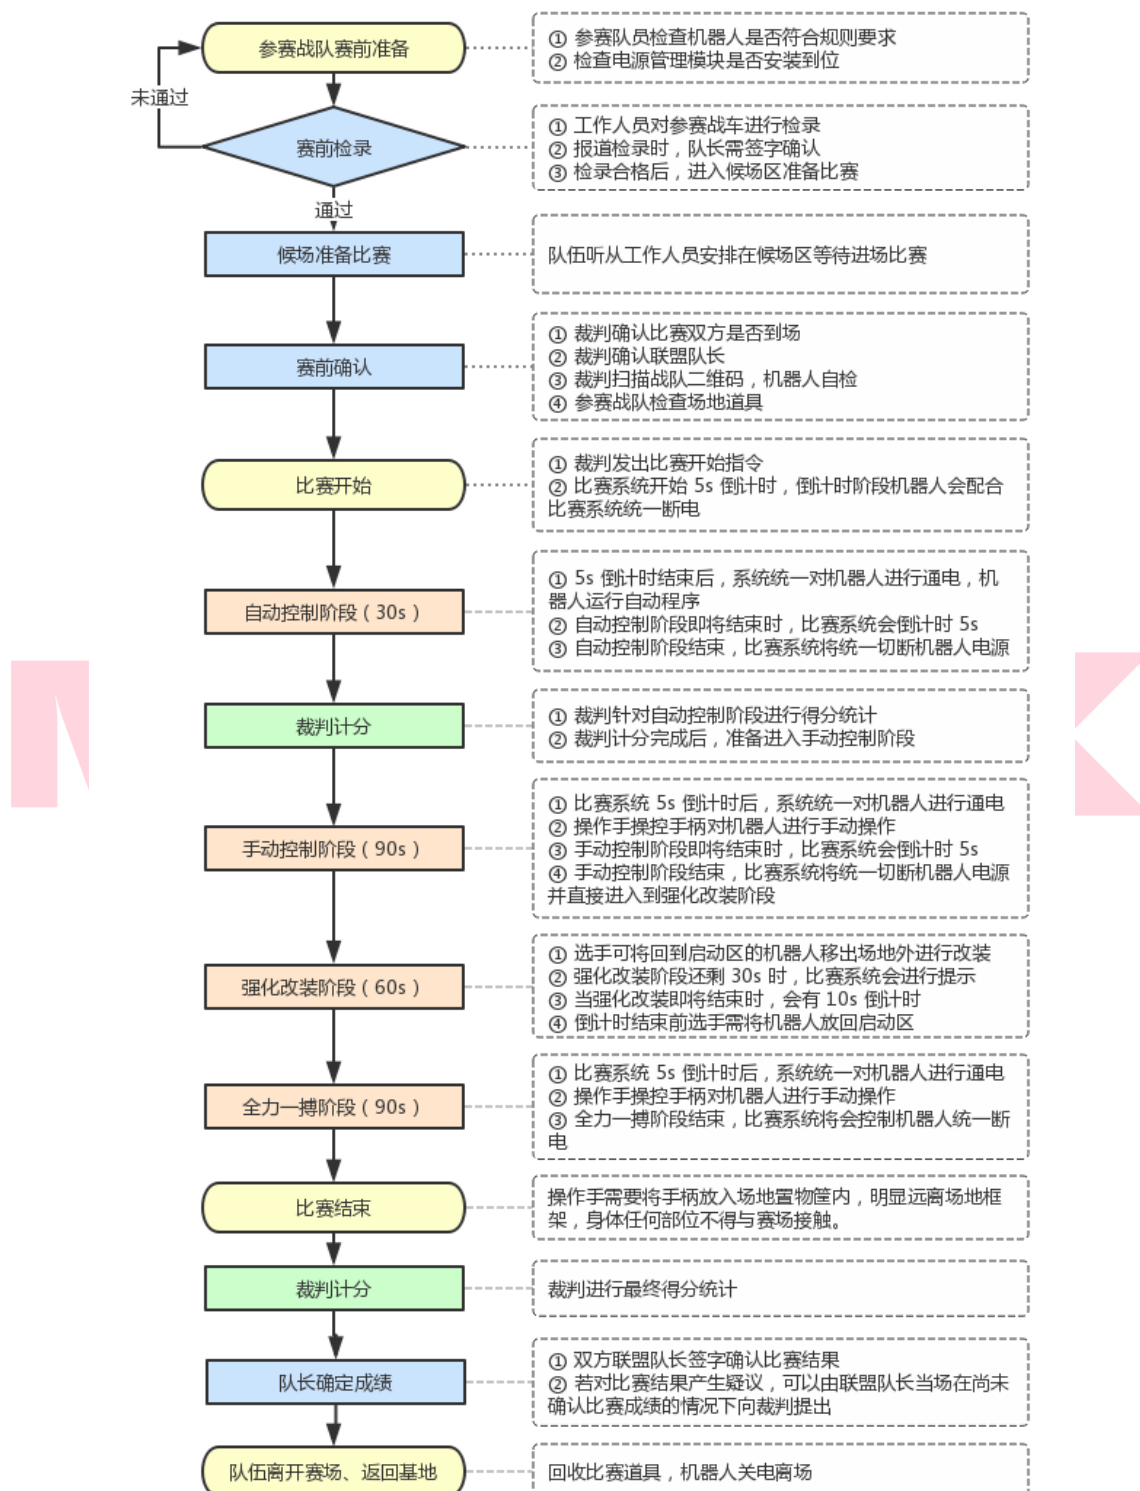 参赛战队赛前准备
① 参赛队员检查机器人是否符合规则要求
② 检查电源管理模块是否安装到位
未通过
赛前检录
① 工作人员对参赛战车进行检录
② 报道检录时，队长需签字确认
③ 检录合格后，进入候场区准备比赛
通过
候场准备比赛
队伍听从工作人员安排在候场区等待进场比赛
赛前确认
① 裁判确认比赛双方是否到场
② 裁判确认联盟队长
③ 裁判扫描战队二维码，机器人自检
④ 参赛战队检查场地道具
比赛开始
① 裁判发出比赛开始指令
② 比赛系统开始 5s 倒计时，倒计时阶段机器人会配合
比赛系统统一断电
自动控制阶段（30s）
① 5s 倒计时结束后，系统统一对机器人进行通电，机
器人运行自动程序
② 自动控制阶段即将结束时，比赛系统会倒计时 5s
③ 自动控制阶段结束，比赛系统将统一切断机器人电源
裁判计分
① 裁判针对自动控制阶段进行得分统计
② 裁判计分完成后，准备进入手动控制阶段
手动控制阶段（90s）
① 比赛系统 5s 倒计时后，系统统一对机器人进行通电
② 操作手操控手柄对机器人进行手动操作
③ 手动控制阶段即将结束时，比赛系统会倒计时 5s
④ 手动控制阶段结束，比赛系统将统一切断机器人电源
并直接进入到强化改装阶段
强化改装阶段（60s）
① 选手可将回到启动区的机器人移出场地外进行改装
② 强化改装阶段还剩 30s 时，比赛系统会进行提示
③ 当强化改装即将结束时，会有 10s 倒计时
④ 倒计时结束前选手需将机器人放回启动区
全力一搏阶段（90s）
① 比赛系统 5s 倒计时后，系统统一对机器人进行通电
② 操作手操控手柄对机器人进行手动操作
③ 全力一搏阶段结束，比赛系统将会控制机器人统一断
电
比赛结束
操作手需要将手柄放入场地置物筐内，明显远离场地框
架，身体任何部位不得与赛场接触。
裁判计分
裁判进行最终得分统计
队长确定成绩
① 双方联盟队长签字确认比赛结果
② 若对比赛结果产生疑议，可以由联盟队长当场在尚未
确认比赛成绩的情况下向裁判提出
队伍离开赛场、返回基地
回收比赛道具，机器人关电离场